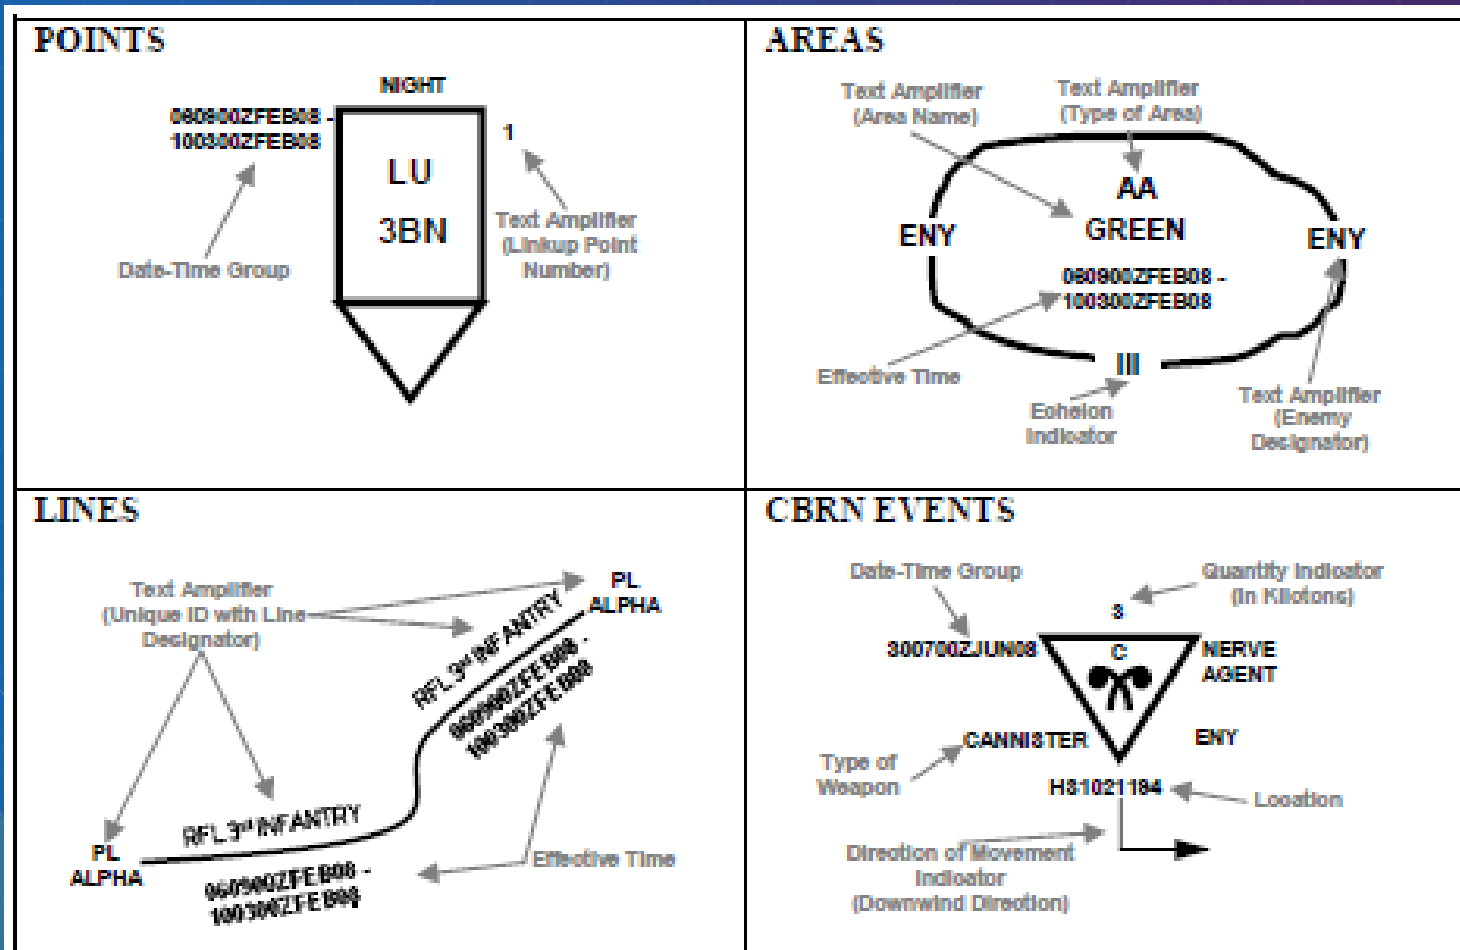 POINTS
NIGHT
060900ZFEB08 -
100300ZFEB08
1
LU
3BN
Text Amplifier
(Linkup Point
Number)
Date-Time Group
AREAS
Text Amplifier
(Area Name)
Text Amplifier
(Type of Area)
AA
GREEN
ENY
ENY
060900ZFEB08 -
100300ZFEB08
Effective Time
III
Echelon
Indicator
Text Amplifier
(Enemy
Designator)
LINES
Text Amplifier
(Unique ID with Line
Designator)
PL
ALPHA
RFL 3rd INFANTRY
060900ZFEB08 -
100300ZFEB08
RFL 3rd INFANTRY
PL
ALPHA
060900ZFEB08 -
100300ZFEB08
Effective Time
CBRN EVENTS
Date-Time Group
Quantity Indicator
(In Kilotons)
3
300700ZJUN08
C
NERVE
AGENT
CANNISTER
ENY
Type of
Weapon
H31021194
Location
Direction of Movement
Indicator
(Downwind Direction)